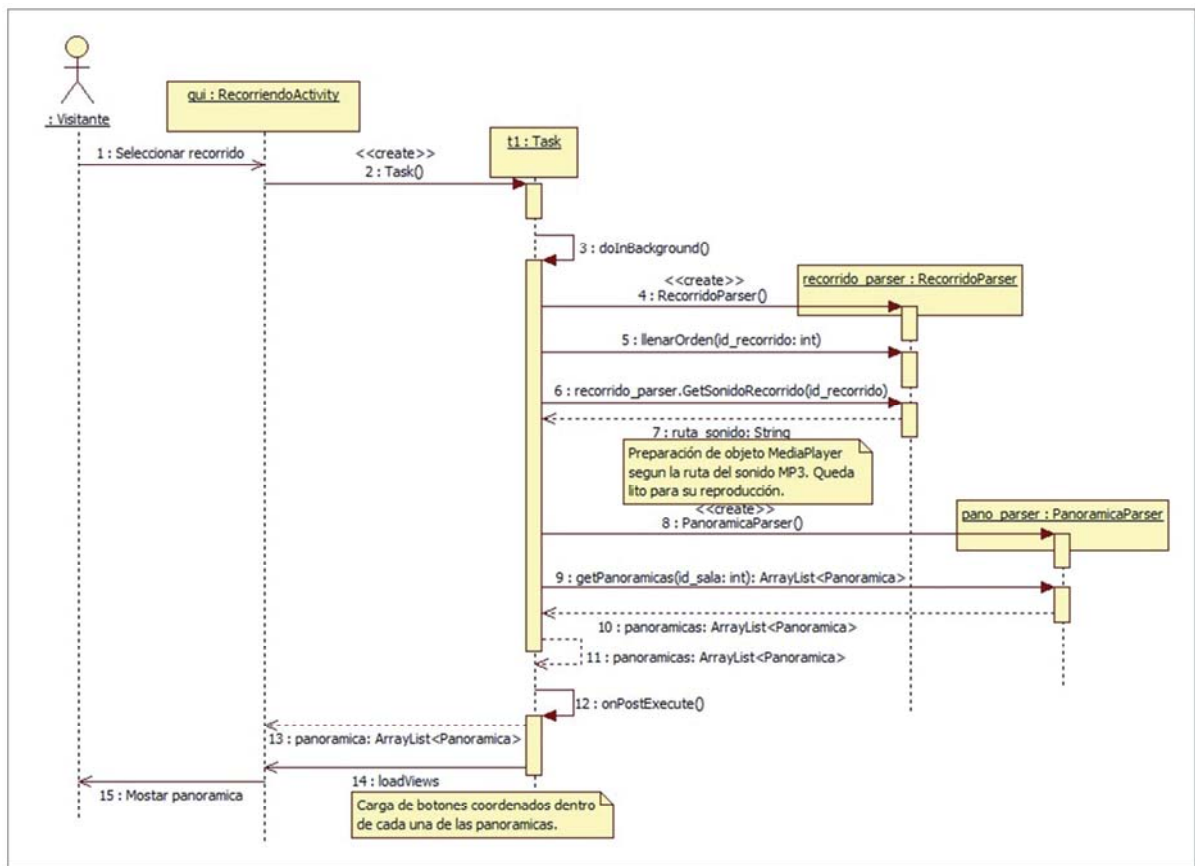 : Visitante
gui : RecorriendoActivity
1 : Seleccionar recorrido
<<create>>
2 : Task()
t1 : Task
3 : doInBackground()
<<create>>
4 : RecorridoParser()
recorrido_parser : RecorridoParser
5 : llenarOrden(id_recorrido: int)
6 : recorrido_parser.GetSonidoRecorrido(id_recorrido)
7 : ruta_sonido: String
Preparación de objeto MediaPlayer
segun la ruta del sonido MP3. Queda
lito para su reproducción.
<<create>>
8 : PanoramicaParser()
pano_parser : PanoramicaParser
9 : getPanoramicas(id_sala: int): ArrayList<Panoramica>
10 : panoramicas: ArrayList<Panoramica>
11 : panoramicas: ArrayList<Panoramica>
12 : onPostExecute()
13 : panoramica: ArrayList<Panoramica>
14 : loadViews
15 : Mostar panoramica
Carga de botones coordenados dentro
de cada una de las panoramicas.